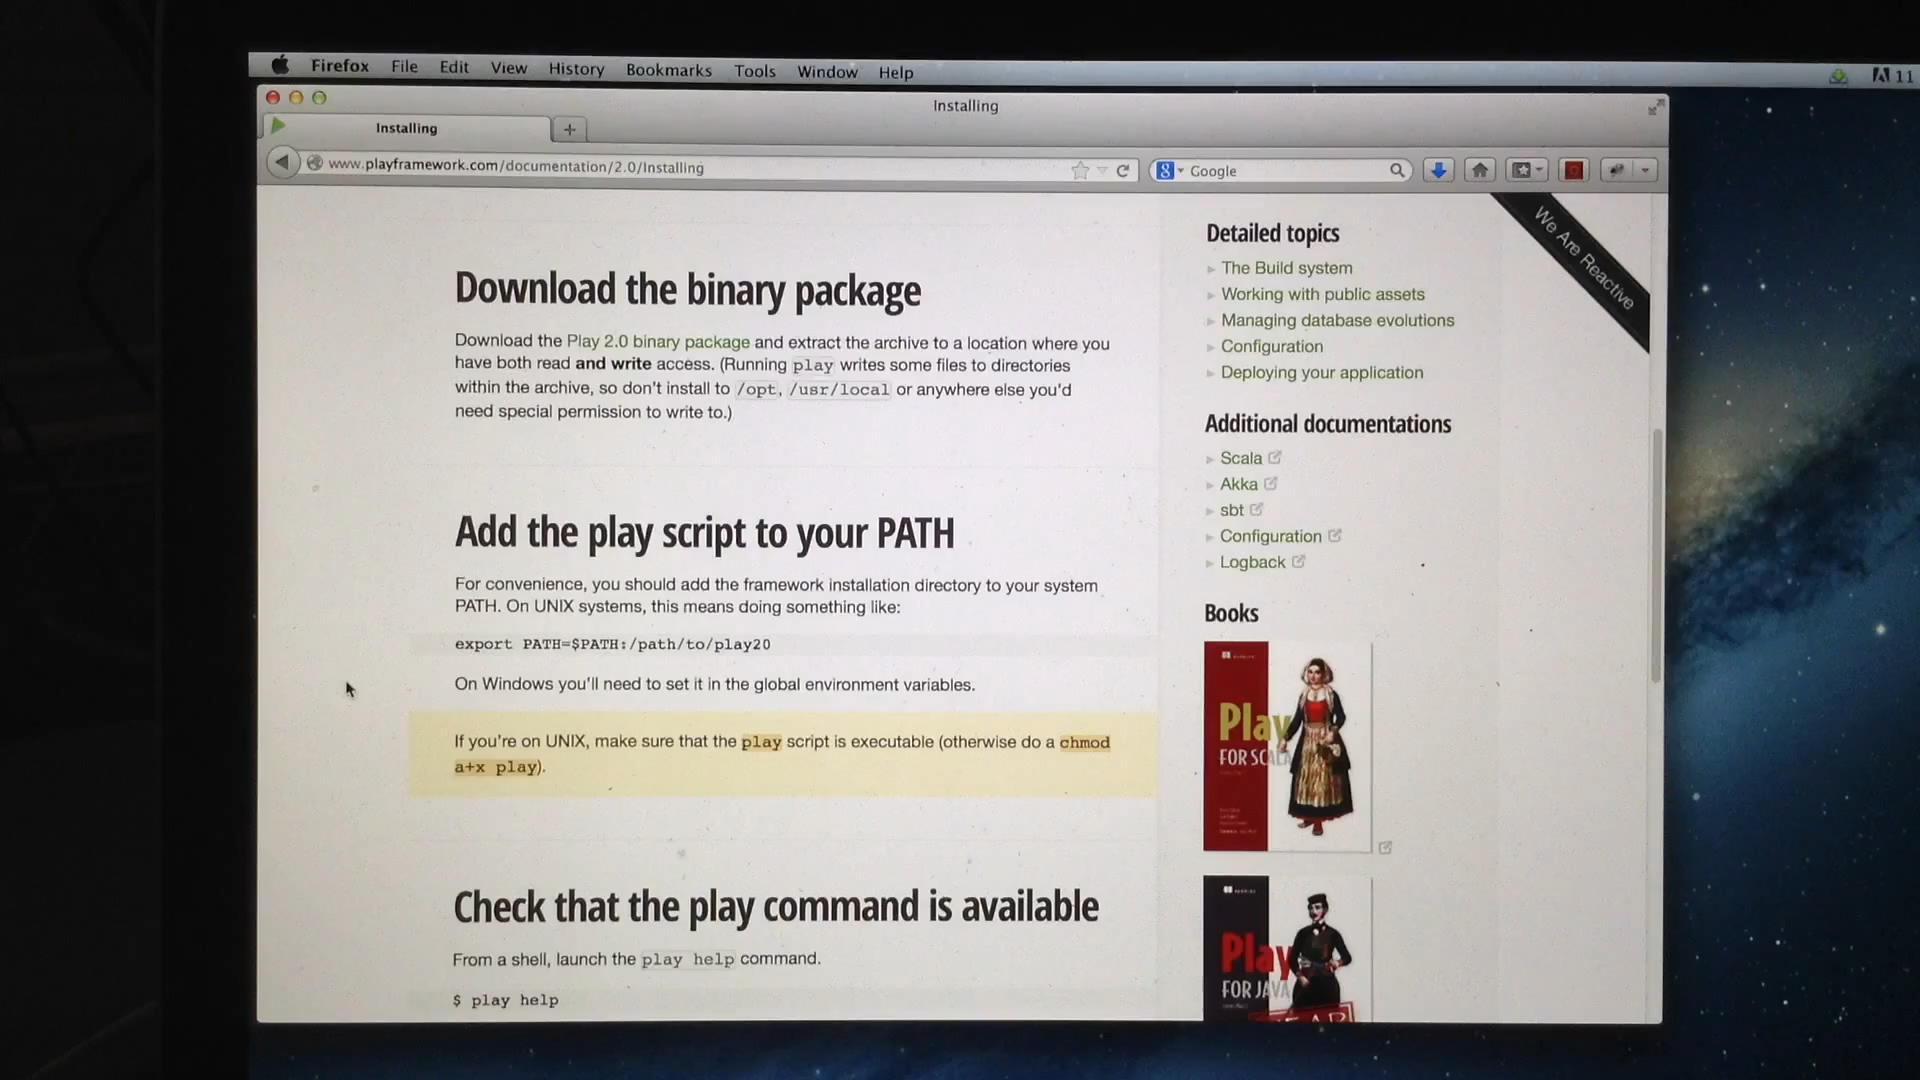 Firefox File Edit View History Bookmarks Tools Window Help
11
Installing
Installing
www.playframework.com/documentation/2.0/Installing
Google
Download the binary package
Download the Play 2.0 binary package and extract the archive to a location where you
have both read and write access. (Running play writes some files to directories
within the archive, so don't install to /opt, /usr/local or anywhere else you'd
need special permission to write to.)
Add the play script to your PATH
For convenience, you should add the framework installation directory to your system
PATH. On UNIX systems, this means doing something like:
export PATH=$PATH:/path/to/play20
On Windows you'll need to set it in the global environment variables.
If you're on UNIX, make sure that the play script is executable (otherwise do a chmod
a+x play).
Check that the play command is available
From a shell, launch the play help command.
$ play help
We Are Reactive
Detailed topics
The Build system
Working with public assets
Managing database evolutions
Configuration
Deploying your application
Additional documentations
Scala
Akka
sbt
Configuration
Logback
Books
Play
FOR SCALA
Play
FOR JAVA